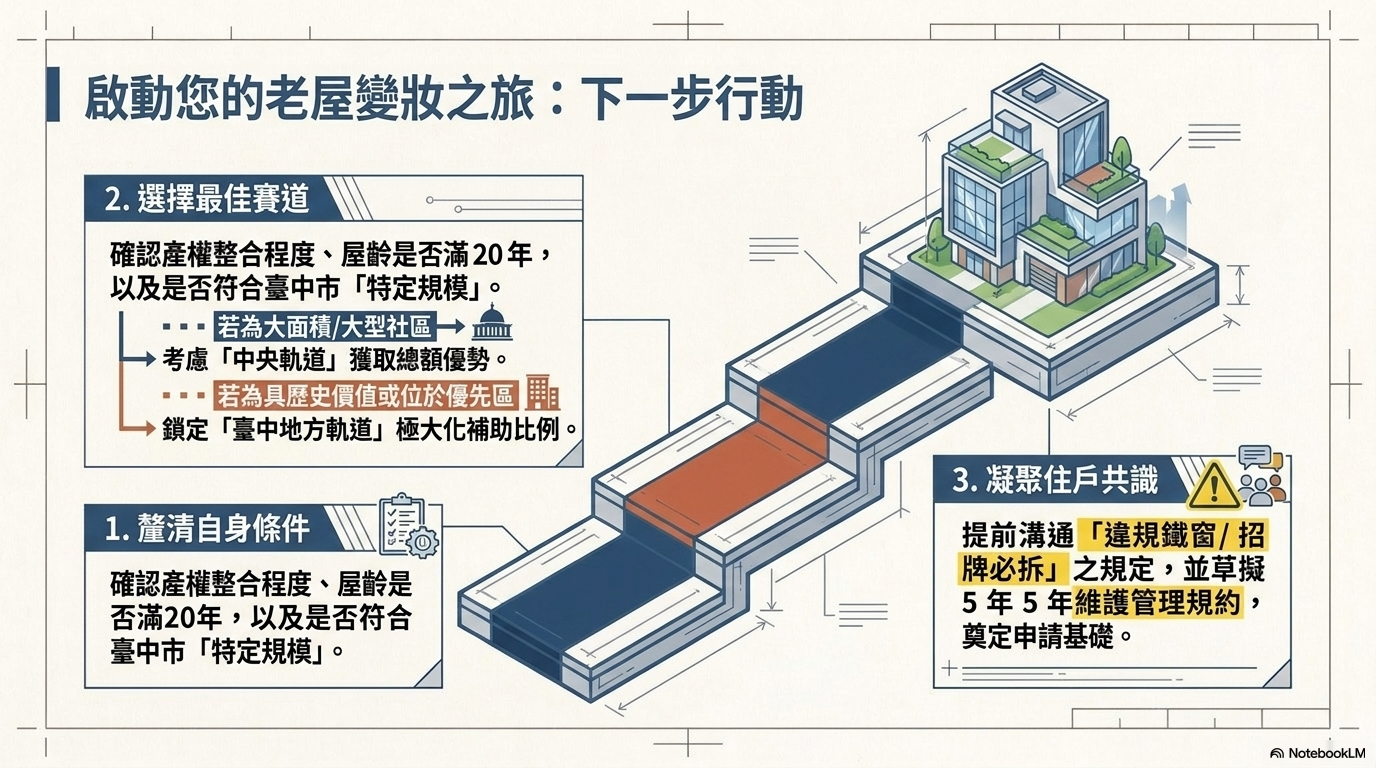 啟動您的老屋變妝之旅：下一步行動
2. 選擇最佳賽道
確認產權整合程度、屋齡是否滿20年，
以及是否符合臺中市「特定規模」。
若為大面積/大型社區
考慮「中央軌道」獲取總額優勢。
若為具歷史價值或位於優先區
鎖定「臺中地方軌道」極大化補助比例。
1. 釐清自身條件
確認產權整合程度、屋齡是
否滿20年，以及是否符合
臺中市「特定規模」。
3. 凝聚住戶共識
提前溝通「違規鐵窗/ 招
牌必拆」之規定，並草擬
5 年 5 年維護管理規約，
奠定申請基礎。
NotebookLM